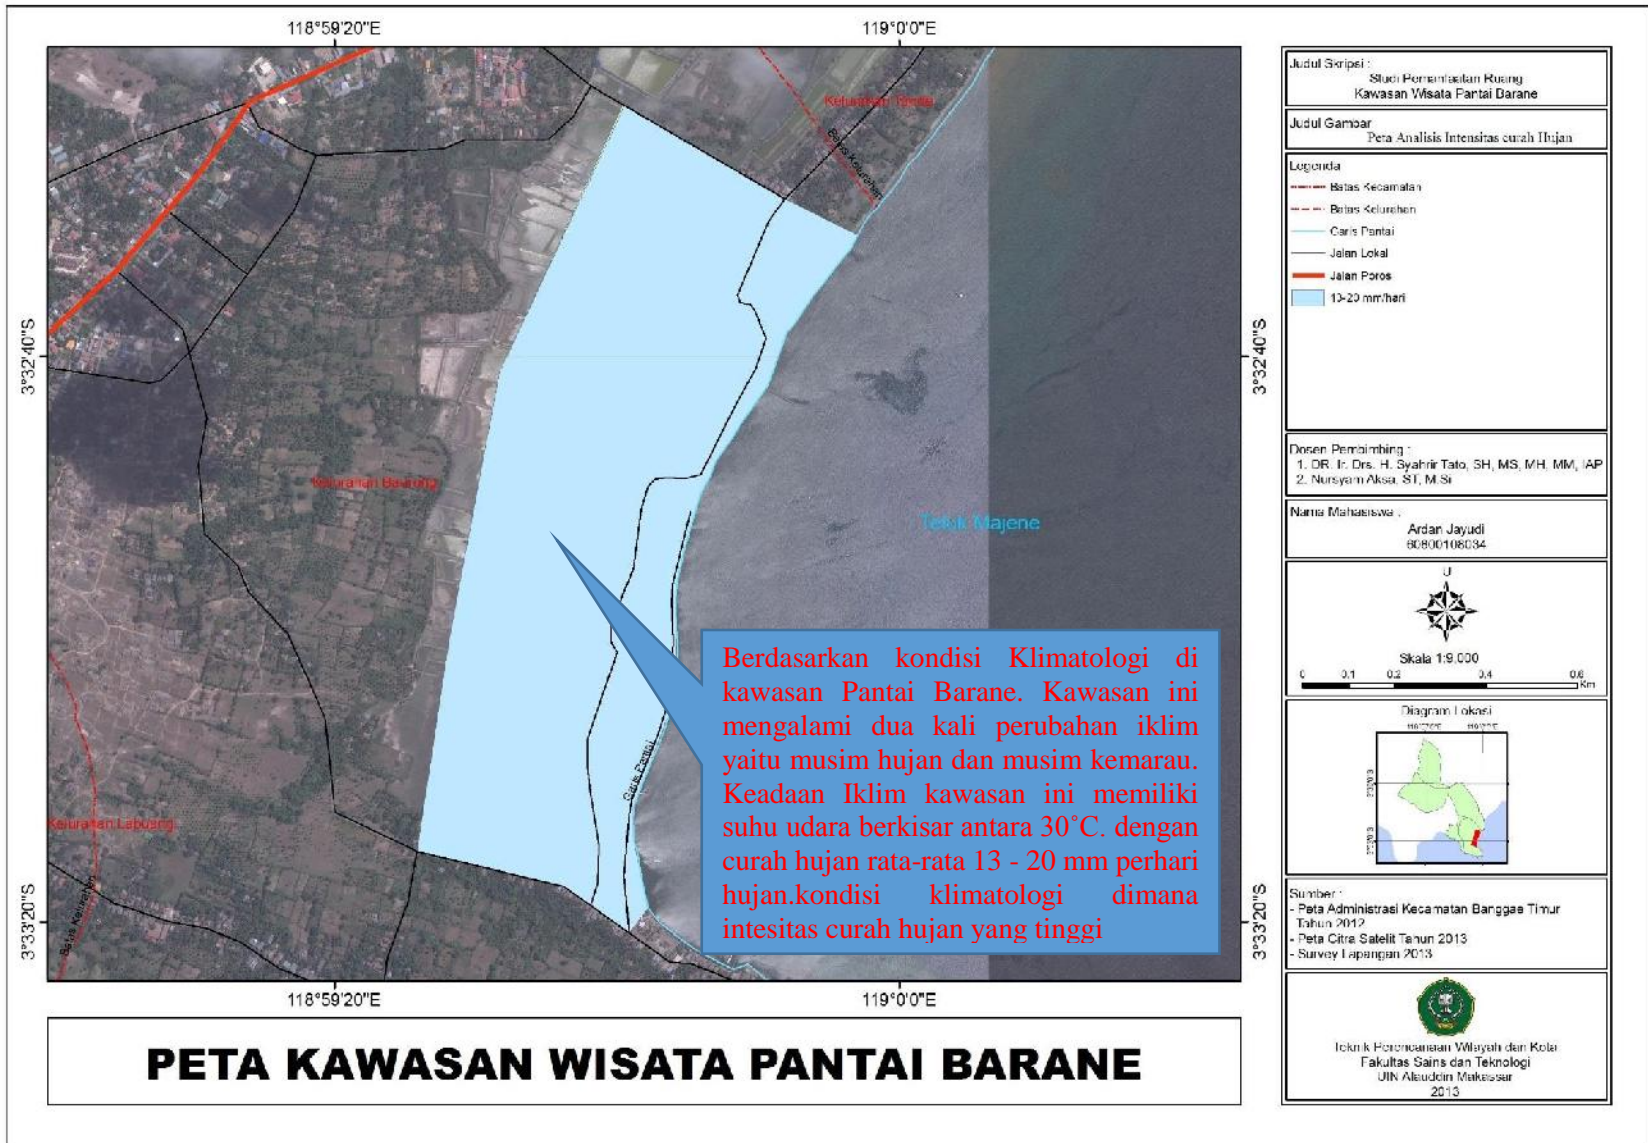 118°59'20"E
119°0'0"E
3°32'40"S
3°33'20"S
3°32'40"S
3°33'20"S
118°59'20"E
119°0'0"E
Kelurahan
Batas Kelurahan
Kelurahan Baurung
Teluk Majene
Garis Pantai
Kelurahan Labuang
Batas Kelurahan
Berdasarkan kondisi Klimatologi di
kawasan Pantai Barane. Kawasan ini
mengalami dua kali perubahan iklim
yaitu musim hujan dan musim kemarau.
Keadaan Iklim kawasan ini memiliki
suhu udara berkisar antara 30˚C. dengan
curah hujan rata-rata 13 - 20 mm perhari
hujan.kondisi klimatologi dimana
intesitas curah hujan yang tinggi
PETA KAWASAN WISATA PANTAI BARANE
Judul Skripsi :
Studi Pemanfaatan Ruang
Kawasan Wisata Pantai Barane
Judul Gambar
Peta Analisis Intensitas curah Hujan
Legenda
Batas Kecamatan
Batas Kelurahan
Garis Pantai
Jalan Lokal
Jalan Poros
13-20 mm/hari
Dosen Pembimbing :
1. DR. Ir. Drs. H. Syahrir Tato, SH, MS, MH, MM, IAP
2. Nursyam Aksa, ST, M.Si
Nama Mahasiswa :
Ardan Jayudi
60800108034
U
Skala 1:9.000
0 0.1 0.2 0.4 0.6
Km
Diagram Lokasi
Sumber :
- Peta Administrasi Kecamatan Banggae Timur
Tahun 2012
- Peta Citra Satelit Tahun 2013
- Survey Lapangan 2013
Teknik Perencanaan Wilayah dan Kota
Fakultas Sains dan Teknologi
UIN Alauddin Makassar
2013